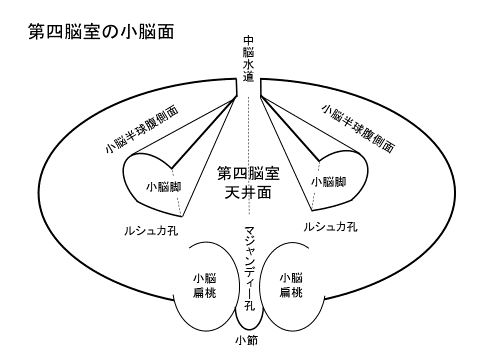 第四脳室の小脳面
中脳水道
小脳半球腹側面
小脳半球腹側面
小脳脚
第四脳室
天井面
小脳脚
ルシュカ孔
マジャンディー孔
ルシュカ孔
小脳
扁桃
小脳
扁桃
小節